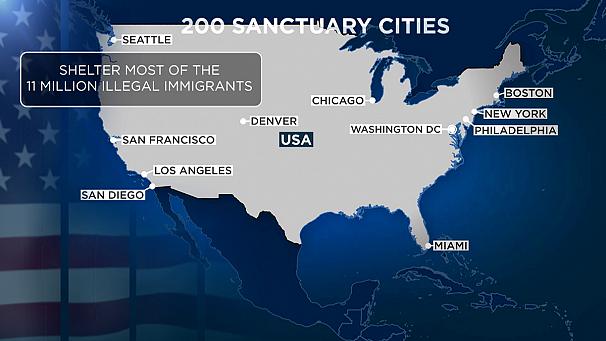 200 SANCTUARY CITIES
SEATTLE
SHELTER MOST OF THE
11 MILLION ILLEGAL IMMIGRANTS
BOSTON
CHICAGO
NEW YORK
DENVER
WASHINGTON DC
PHILADELPHIA
USA
SAN FRANCISCO
LOS ANGELES
SAN DIEGO
MIAMI